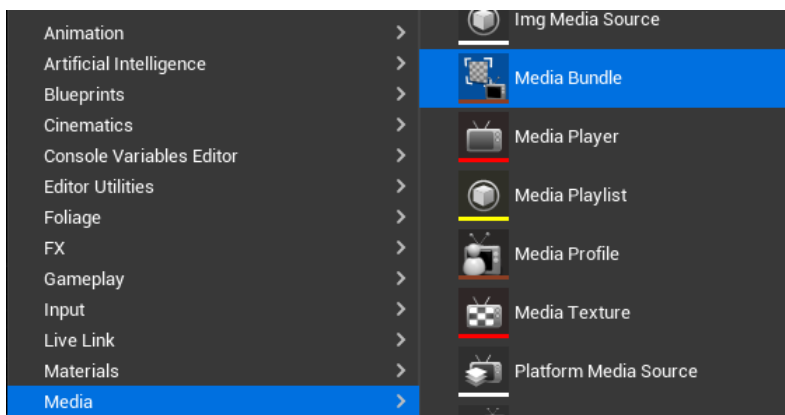 Animation
Artificial Intelligence
Blueprints
Cinematics
Console Variables Editor
Editor Utilities
Foliage
FX
Gameplay
Input
Live Link
Materials
Media
Img Media Source
Media Bundle
Media Player
Media Playlist
Media Profile
Media Texture
Platform Media Source